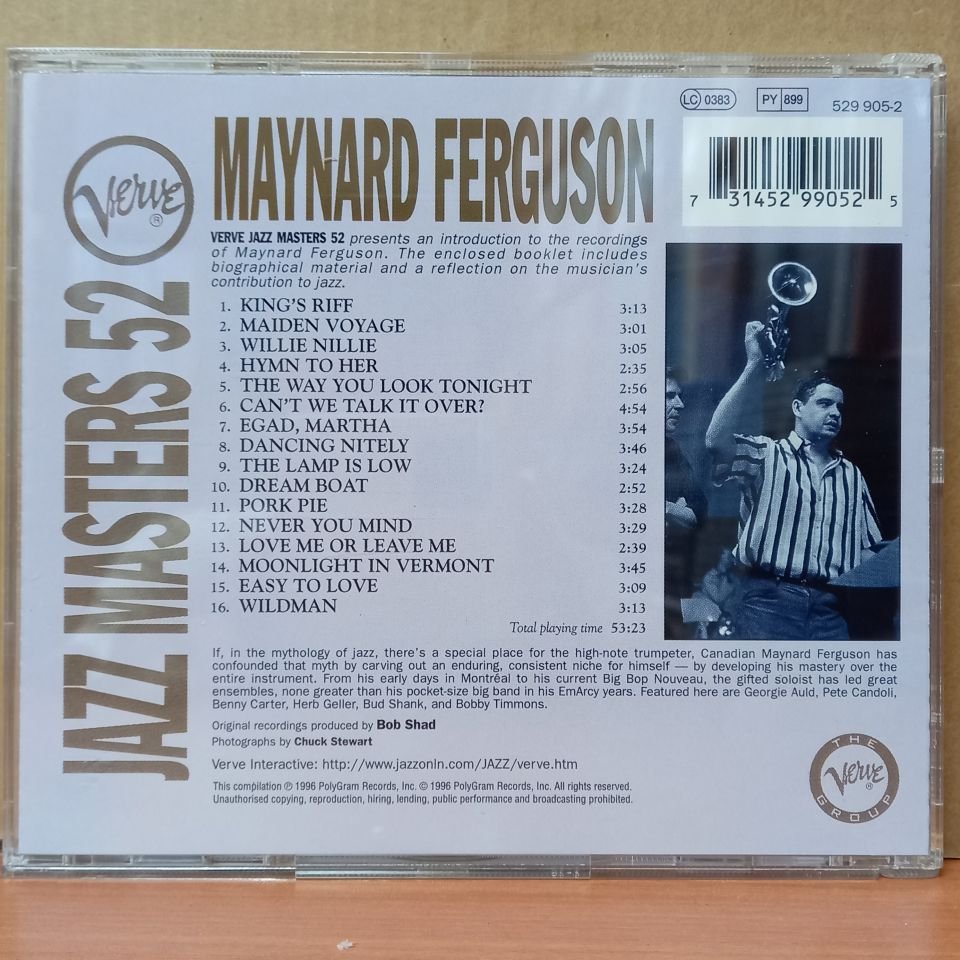 LC 0383
PY 899
529 905-2
MAYNARD FERGUSON
7 31452 99052 5
Verve ®
JAZZ MASTERS 52
VERVE JAZZ MASTERS 52 presents an introduction to the recordings
of Maynard Ferguson. The enclosed booklet includes
biographical material and a reflection on the musician's
contribution to jazz.
1. KING'S RIFF 3:13
2. MAIDEN VOYAGE 3:01
3. WILLIE NILLIE 3:05
4. HYMN TO HER 2:35
5. THE WAY YOU LOOK TONIGHT 2:56
6. CAN'T WE TALK IT OVER? 4:54
7. EGAD, MARTHA 3:54
8. DANCING NITELY 3:46
9. THE LAMP IS LOW 3:24
10. DREAM BOAT 2:52
11. PORK PIE 3:28
12. NEVER YOU MIND 3:29
13. LOVE ME OR LEAVE ME 2:39
14. MOONLIGHT IN VERMONT 3:45
15. EASY TO LOVE 3:09
16. WILDMAN 3:13
Total playing time 53:23
If, in the mythology of jazz, there's a special place for the high-note trumpeter, Canadian Maynard Ferguson has
confounded that myth by carving out an enduring, consistent niche for himself — by developing his mastery over the
entire instrument. From his early days in Montréal to his current Big Bop Nouveau, the gifted soloist has led great
ensembles, none greater than his pocket-size big band in his EmArcy years. Featured here are Georgie Auld, Pete Candoli,
Benny Carter, Herb Geller, Bud Shank, and Bobby Timmons.
Original recordings produced by Bob Shad
Photographs by Chuck Stewart
Verve Interactive: http://www.jazzonln.com/JAZZ/verve.htm
This compilation ℗ 1996 PolyGram Records, Inc. © 1996 PolyGram Records, Inc. All rights reserved.
Unauthorised copying, reproduction, hiring, lending, public performance and broadcasting prohibited.
THE
Verve ®
GROUP